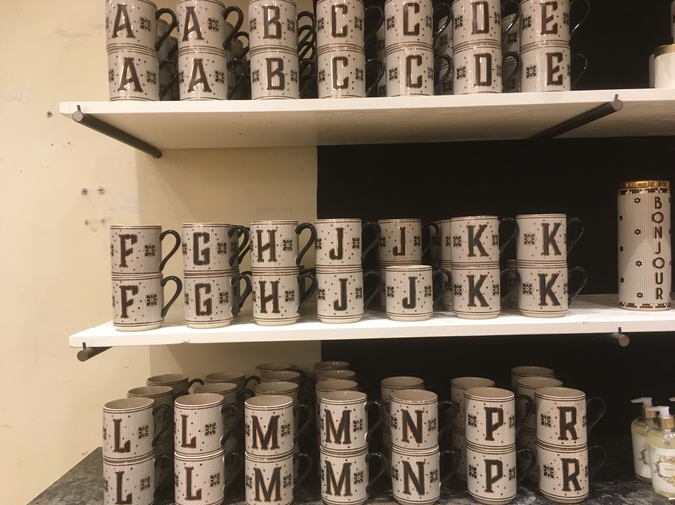 A A B C C D E
A A B C C D E
F G H J J K K
F G H J J K K
BONJOUR
L L M M N P R
L L M M N P R